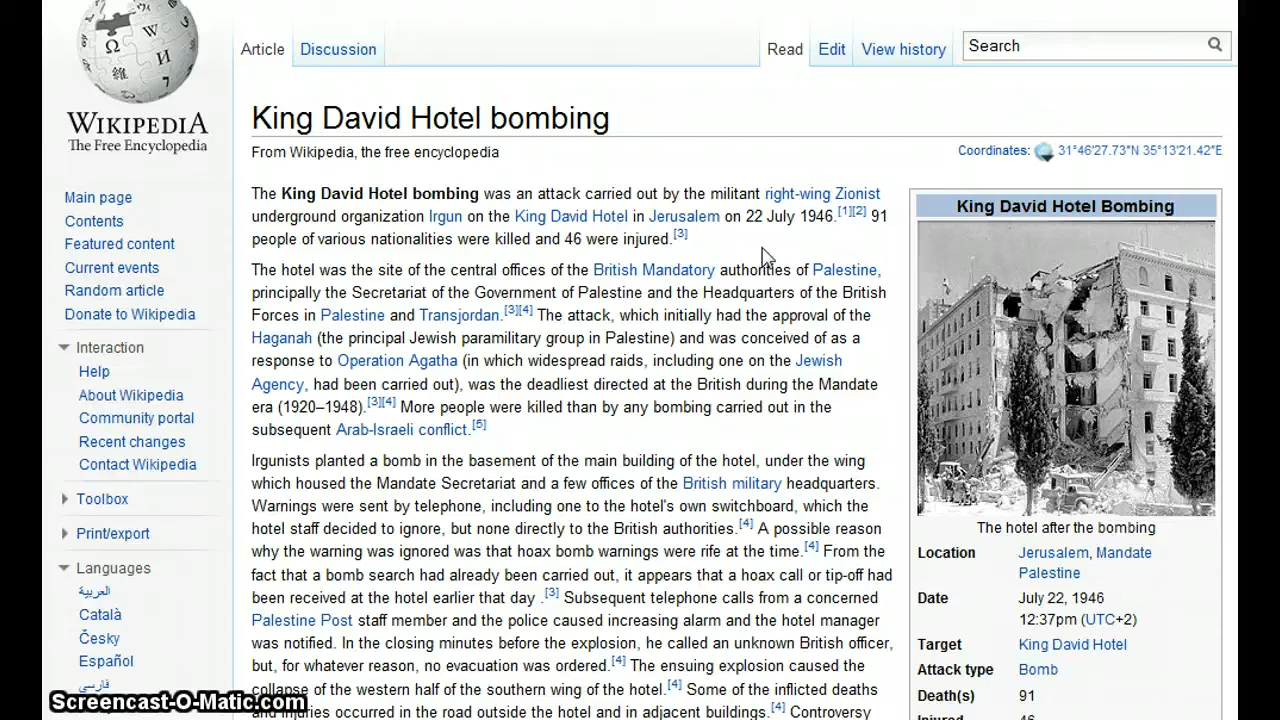 Article Discussion Read Edit View history Search
WIKIPEDIA
The Free Encyclopedia
Main page
Contents
Featured content
Current events
Random article
Donate to Wikipedia
Interaction
Help
About Wikipedia
Community portal
Recent changes
Contact Wikipedia
Toolbox
Print/export
Languages
العربية
Català
Česky
Español
فارسی
King David Hotel bombing
From Wikipedia, the free encyclopedia
Coordinates: 31°46′27.73″N 35°13′21.42″E
The King David Hotel bombing was an attack carried out by the militant right-wing Zionist
underground organization Irgun on the King David Hotel in Jerusalem on 22 July 1946.[1][2] 91
people of various nationalities were killed and 46 were injured.[3]
The hotel was the site of the central offices of the British Mandatory authorities of Palestine,
principally the Secretariat of the Government of Palestine and the Headquarters of the British
Forces in Palestine and Transjordan.[3][4] The attack, which initially had the approval of the
Haganah (the principal Jewish paramilitary group in Palestine) and was conceived of as a
response to Operation Agatha (in which widespread raids, including one on the Jewish
Agency, had been carried out), was the deadliest directed at the British during the Mandate
era (1920–1948).[3][4] More people were killed than by any bombing carried out in the
subsequent Arab-Israeli conflict.[5]
Irgunists planted a bomb in the basement of the main building of the hotel, under the wing
which housed the Mandate Secretariat and a few offices of the British military headquarters.
Warnings were sent by telephone, including one to the hotel's own switchboard, which the
hotel staff decided to ignore, but none directly to the British authorities.[4] A possible reason
why the warning was ignored was that hoax bomb warnings were rife at the time.[4] From the
fact that a bomb search had already been carried out, it appears that a hoax call or tip-off had
been received at the hotel earlier that day .[3] Subsequent telephone calls from a concerned
Palestine Post staff member and the police caused increasing alarm and the hotel manager
was notified. In the closing minutes before the explosion, he called an unknown British officer,
but, for whatever reason, no evacuation was ordered.[4] The ensuing explosion caused the
collapse of the western half of the southern wing of the hotel.[4] Some of the inflicted deaths
and injuries occurred in the road outside the hotel and in adjacent buildings.[4] Controversy
King David Hotel Bombing
The hotel after the bombing
Location Jerusalem, Mandate
Palestine
Date July 22, 1946
12:37pm (UTC+2)
Target King David Hotel
Attack type Bomb
Death(s) 91
Injured 46
Screencast-O-Matic.com